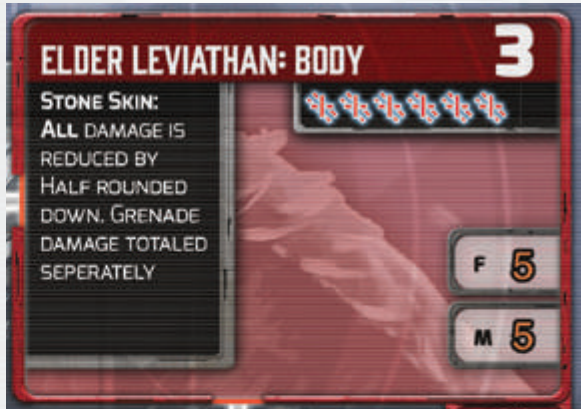 ELDER LEVIATHAN: BODY 3
STONE SKIN:
ALL DAMAGE IS
REDUCED BY
HALF ROUNDED
DOWN. GRENADE
DAMAGE TOTALED
SEPERATELY
F 5
M 5